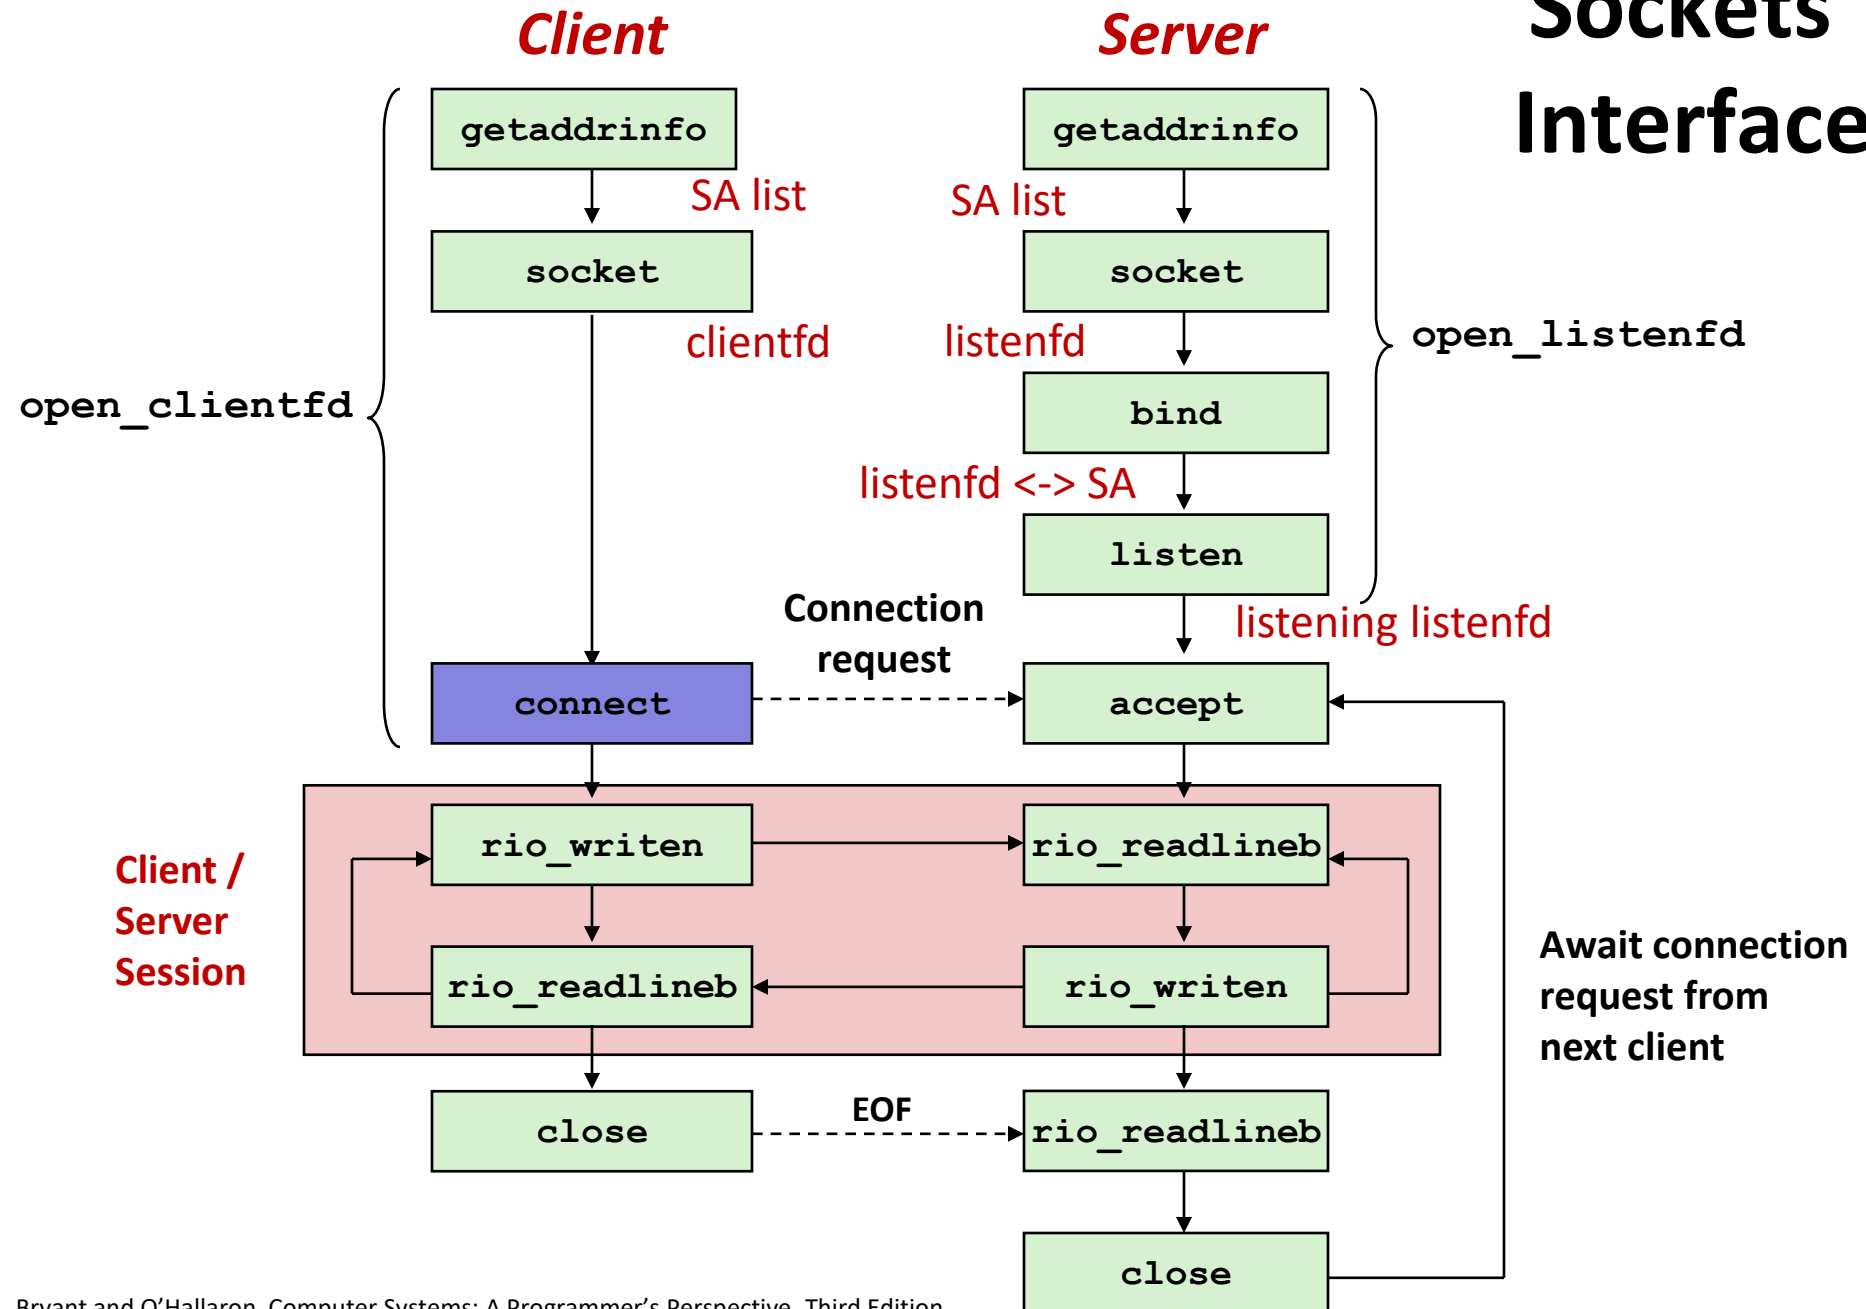 Sockets
Interface
Client
Server
getaddrinfo
getaddrinfo
SA list
SA list
socket
socket
clientfd
listenfd
open_listenfd
open_clientfd
bind
listenfd <-> SA
listen
Connection
request
listening listenfd
connect
accept
Client /
Server
Session
rio_writen
rio_readlineb
rio_readlineb
rio_writen
Await connection
request from
next client
close
EOF
rio_readlineb
close
Bryant and O'Hallaron, Computer Systems: A Programmer's Perspective, Third Edition